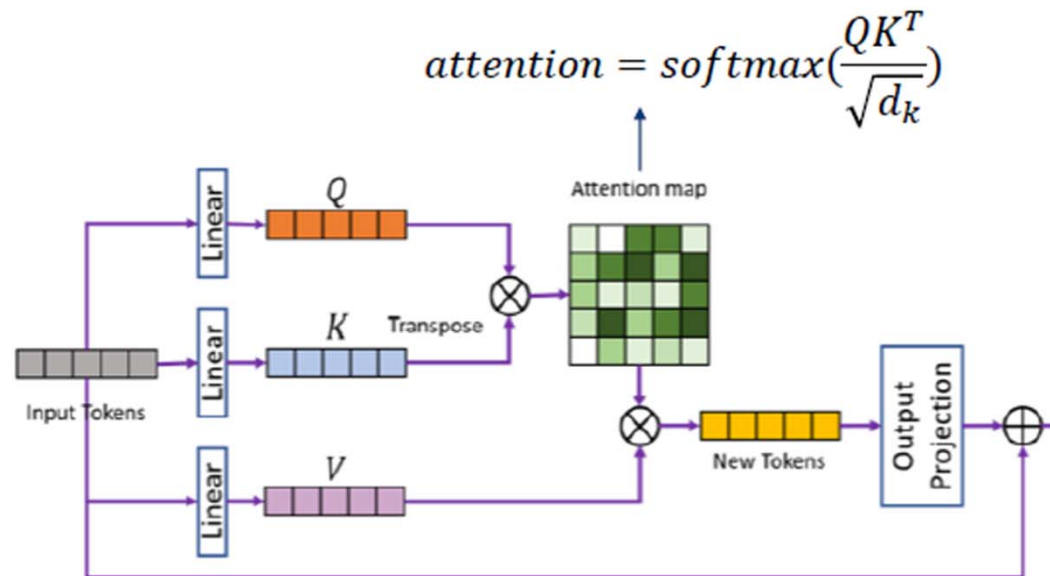 attention = softmax(QK^T / √d_k)
Attention map
Linear
Q
Linear
K
Transpose
Input Tokens
Linear
V
New Tokens
Output
Projection